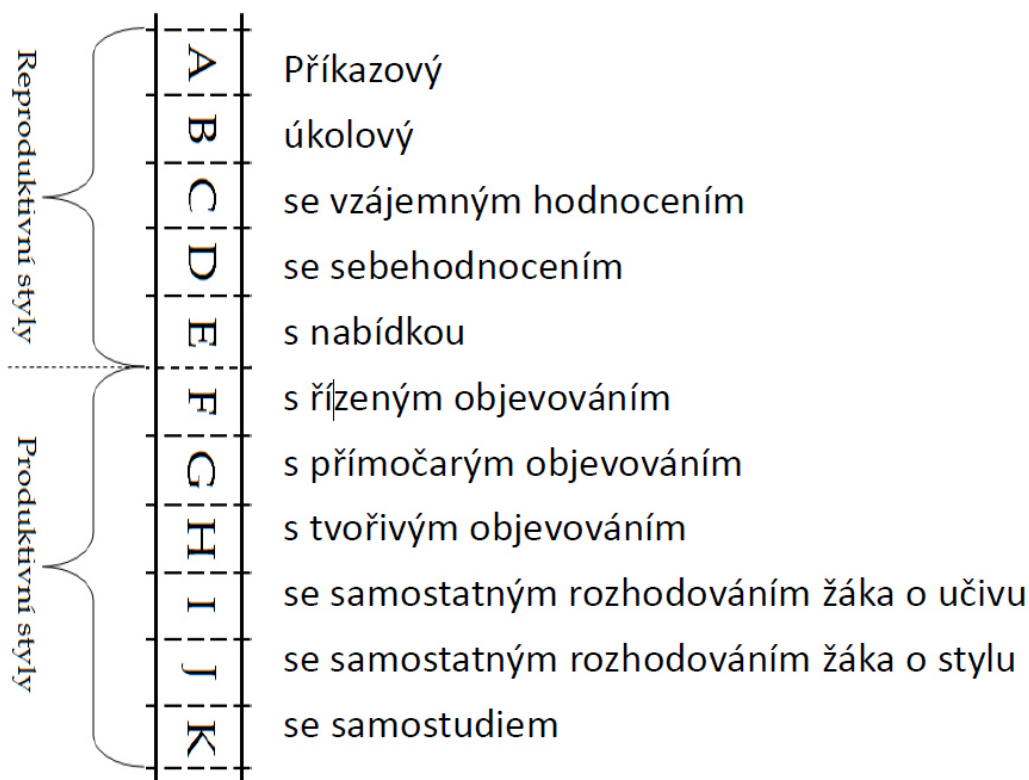 Reproduktivní styly
Produktivní styly
A Příkazový
B úkolový
C se vzájemným hodnocením
D se sebehodnocením
E s nabídkou
F s řízeným objevováním
G s přímočarým objevováním
H s tvořivým objevováním
I se samostatným rozhodováním žáka o učivu
J se samostatným rozhodováním žáka o stylu
K se samostudiem